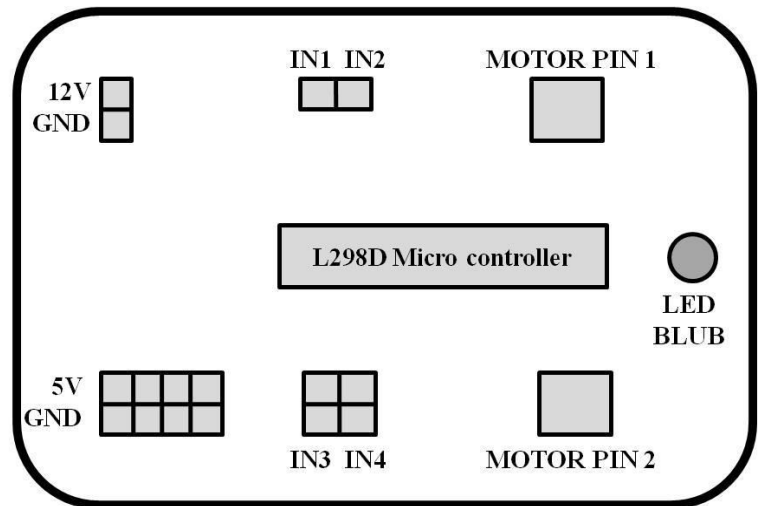 IN1 IN2
MOTOR PIN 1
12V
GND
L298D Micro controller
LED
BLUB
5V
GND
IN3 IN4
MOTOR PIN 2